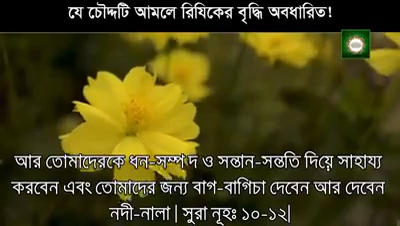 যে চৌদ্দটি আমলে রিযিকের বৃদ্ধি অবধারিত!
আর তোমাদেরকে ধন-সম্পদ ও সন্তান-সন্ততি দিয়ে সাহায্য
করবেন এবং তোমাদের জন্য বাগ-বাগিচা দেবেন আর দেবেন
নদী-নালা | সুরা নূহঃ ১০-১২|